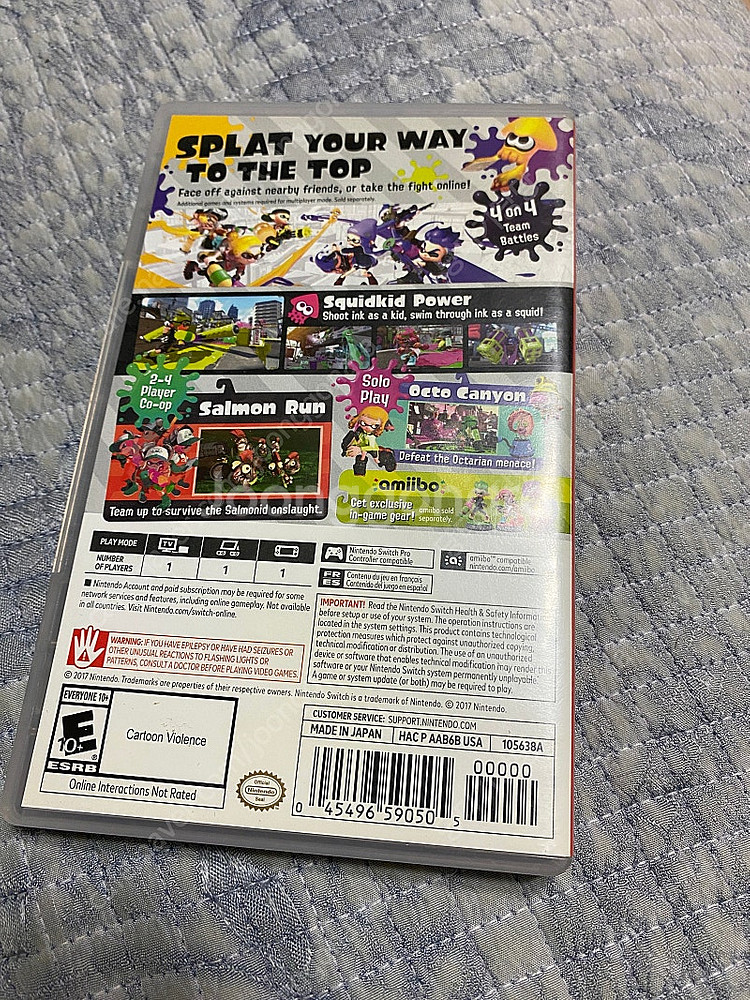 SPLAT YOUR WAY
TO THE TOP
Face off against nearby friends, or take the fight online!
Additional games and systems required for multiplayer mode. Sold separately.
4 on 4
Team
Battles
Squidkid Power
Shoot ink as a kid, swim through ink as a squid!
2-4
Player
Co-op
Salmon Run
Team up to survive the Salmonid onslaught.
Solo
Play
Octo Canyon
Defeat the Octarian menace!
amiibo
Get exclusive
in-game gear!
amiibo sold
separately.
PLAY MODE
TV
NUMBER
OF PLAYERS
1
1
1
Nintendo Switch Pro
Controller compatible
amiibo™ compatible
nintendo.com/amiibo
FR
ES
Contenu du jeu en français
Contenido del juego en español
Nintendo Account and paid subscription may be required for some
network services and features, including online gameplay. Not available
in all countries. Visit Nintendo.com/switch-online.
IMPORTANT! Read the Nintendo Switch Health & Safety Informat
before setup or use of your system. The operation instructions are
located in the system settings. This product contains technological
protection measures which protect against unauthorized copying,
technical modification or distribution. The use of an unauthorized
device or software that enables technical modification may render this
software or your Nintendo Switch system permanently unplayable.
A game or system update (or both) may be required to play.
WARNING: IF YOU HAVE EPILEPSY OR HAVE HAD SEIZURES OR
OTHER UNUSUAL REACTIONS TO FLASHING LIGHTS OR
PATTERNS, CONSULT A DOCTOR BEFORE PLAYING VIDEO GAMES.
© 2017 Nintendo. Trademarks are property of their respective owners. Nintendo Switch is a trademark of Nintendo. © 2017 Nintendo.
EVERYONE 10+
E
10+
ESRB
Cartoon Violence
Online Interactions Not Rated
Official
Nintendo
Seal
CUSTOMER SERVICE: SUPPORT.NINTENDO.COM
MADE IN JAPAN
HAC P AAB6B USA
105638A
00000
0 45496 59050 5